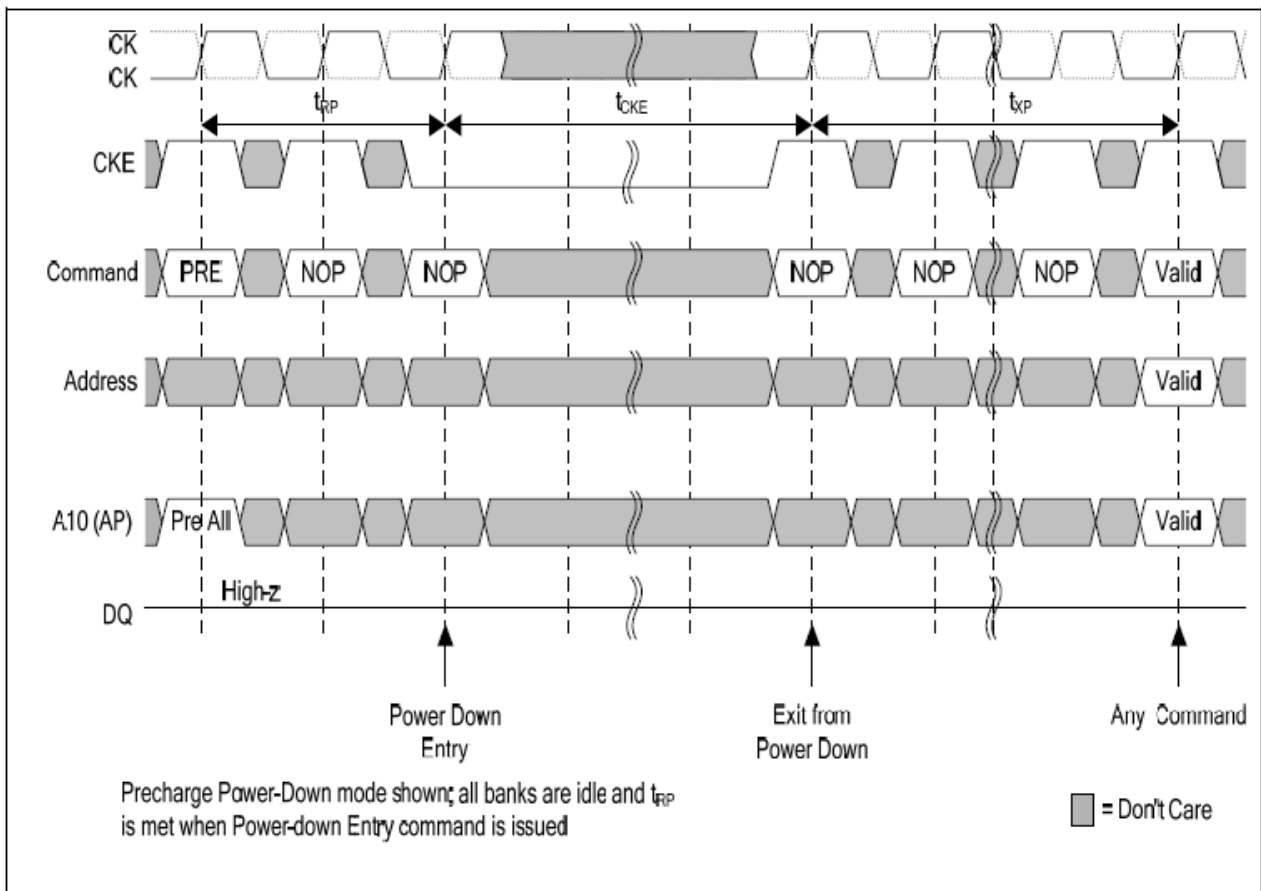 CK
CK
tRP
tCKE
tXP
CKE
Command
PRE
NOP
NOP
NOP
NOP
NOP
Valid
Address
Valid
A10 (AP)
Pre All
Valid
High-z
DQ
Power Down
Entry
Exit from
Power Down
Any Command
Precharge Power-Down mode shown; all banks are idle and tRP
is met when Power-down Entry command is issued
= Don't Care